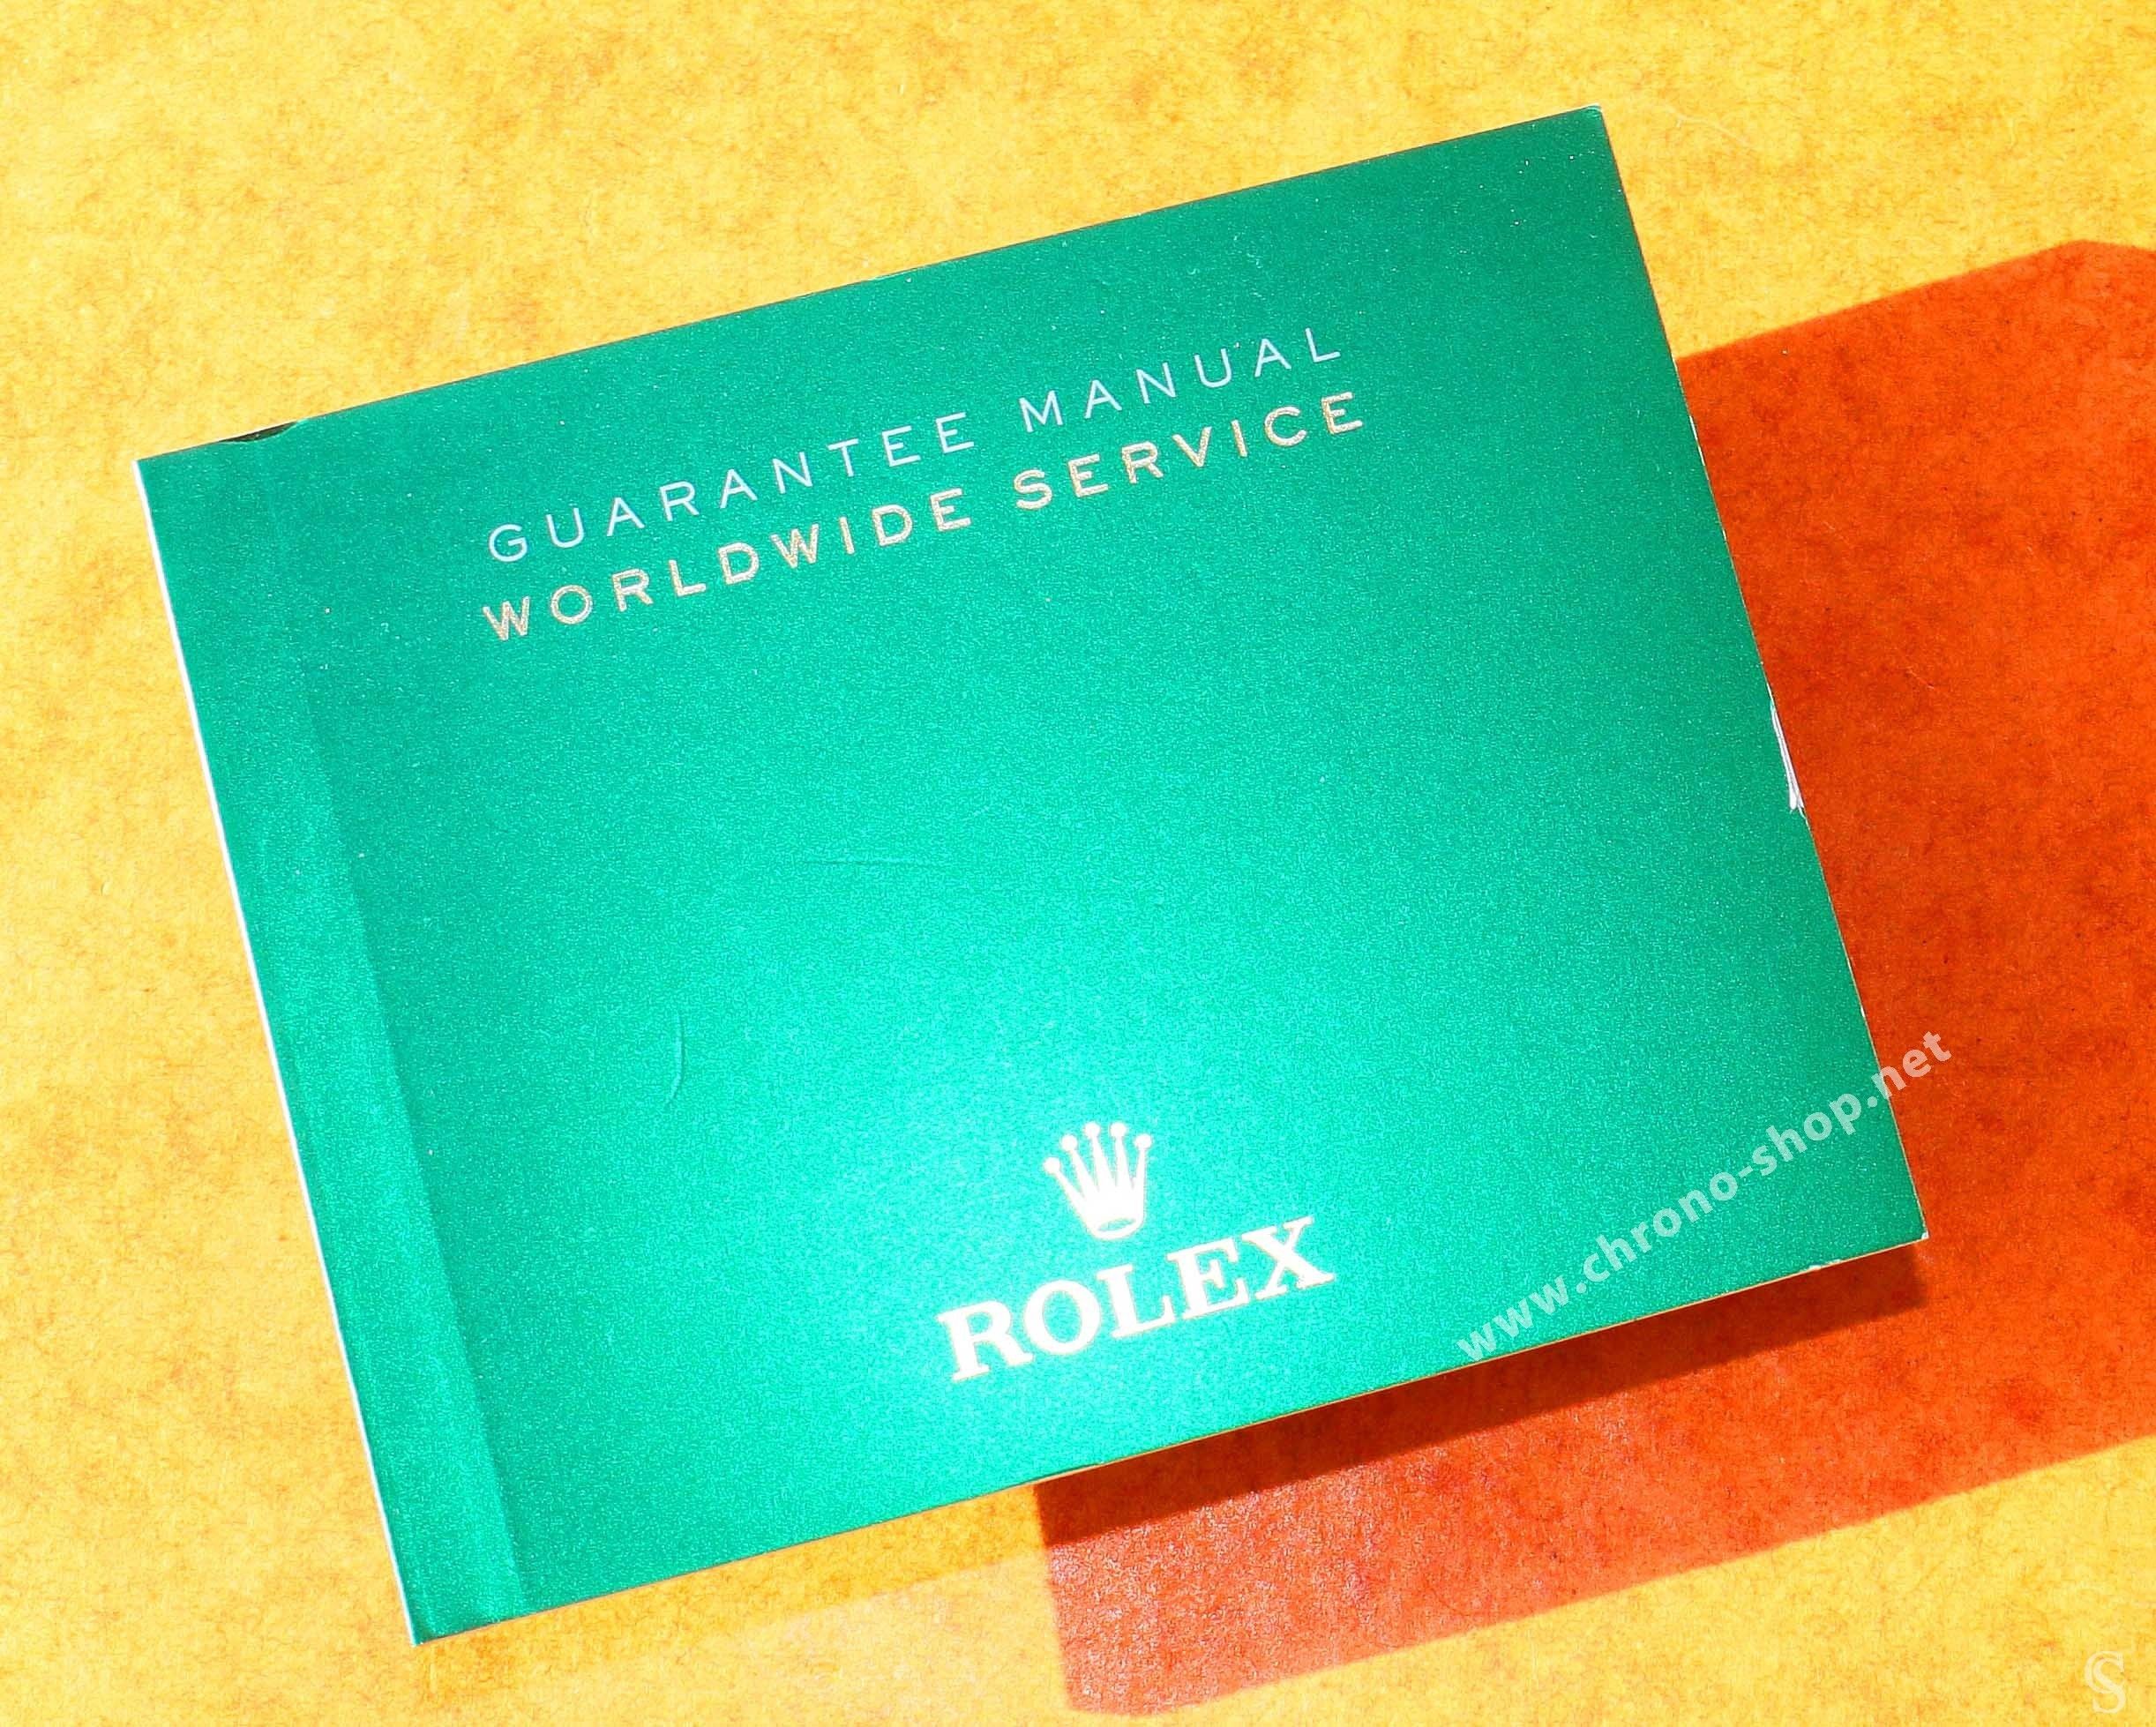 GUARANTEE MANUAL
WORLDWIDE SERVICE
ROLEX
www.chrono-shop.net
S